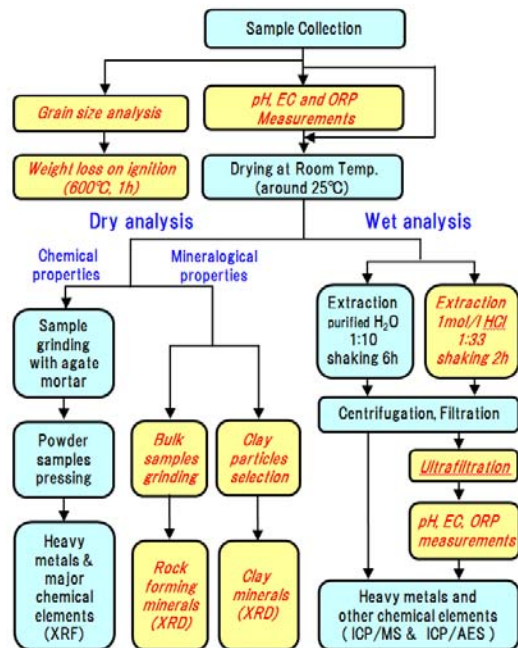 Sample Collection
Grain size analysis
pH, EC and ORP
Measurements
Weight loss on ignition
(600℃, 1h)
Drying at Room Temp.
(around 25℃)
Dry analysis
Wet analysis
Chemical
properties
Mineralogical
properties
Sample
grinding
with agate
mortar
Extraction
purified H₂O
1:10
shaking 6h
Extraction
1mol/l HCl
1:33
shaking 2h
Centrifugation, Filtration
Powder
samples
pressing
Bulk
samples
grinding
Clay
particles
selection
Ultrafiltration
pH, EC, ORP
measurements
Heavy
metals &
major
chemical
elements
(XRF)
Rock
forming
minerals
(XRD)
Clay
minerals
(XRD)
Heavy metals and
other chemical elements
(ICP/MS & ICP/AES)